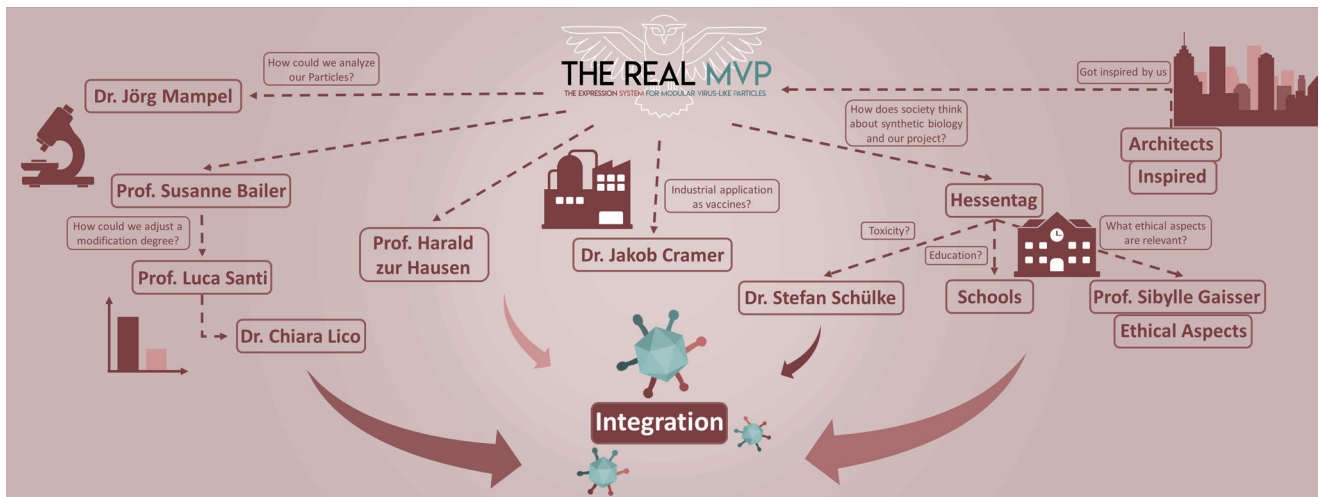 THE REAL MVP
THE EXPRESSION SYSTEM FOR MODULAR VIRUS-LIKE PARTICLES
How could we analyze
our Particles?
Dr. Jörg Mampel
Got inspired by us
How does society think
about synthetic biology
and our project?
Architects
Inspired
Prof. Susanne Bailer
Industrial application
as vaccines?
Hessentag
How could we adjust a
modification degree?
Prof. Harald
zur Hausen
Dr. Jakob Cramer
Toxicity?
Education?
What ethical aspects
are relevant?
Prof. Luca Santi
Dr. Stefan Schülke
Schools
Prof. Sibylle Gaisser
Ethical Aspects
Dr. Chiara Lico
Integration